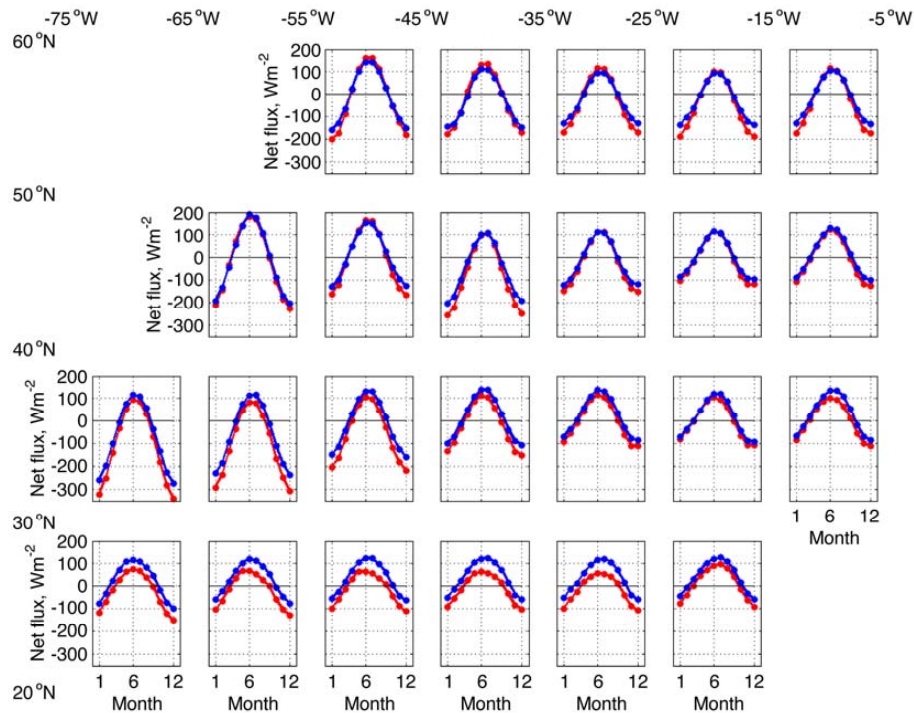 -75°W -65°W -55°W -45°W -35°W -25°W -15°W -5°W
60°N
Net flux, Wm-2
200
100
0
-100
-200
-300
50°N
Net flux, Wm-2
200
100
0
-100
-200
-300
40°N
Net flux, Wm-2
200
100
0
-100
-200
-300
1 6 12
Month
30°N
Net flux, Wm-2
200
100
0
-100
-200
-300
1 6 12 1 6 12 1 6 12 1 6 12 1 6 12 1 6 12
Month Month Month Month Month Month
20°N